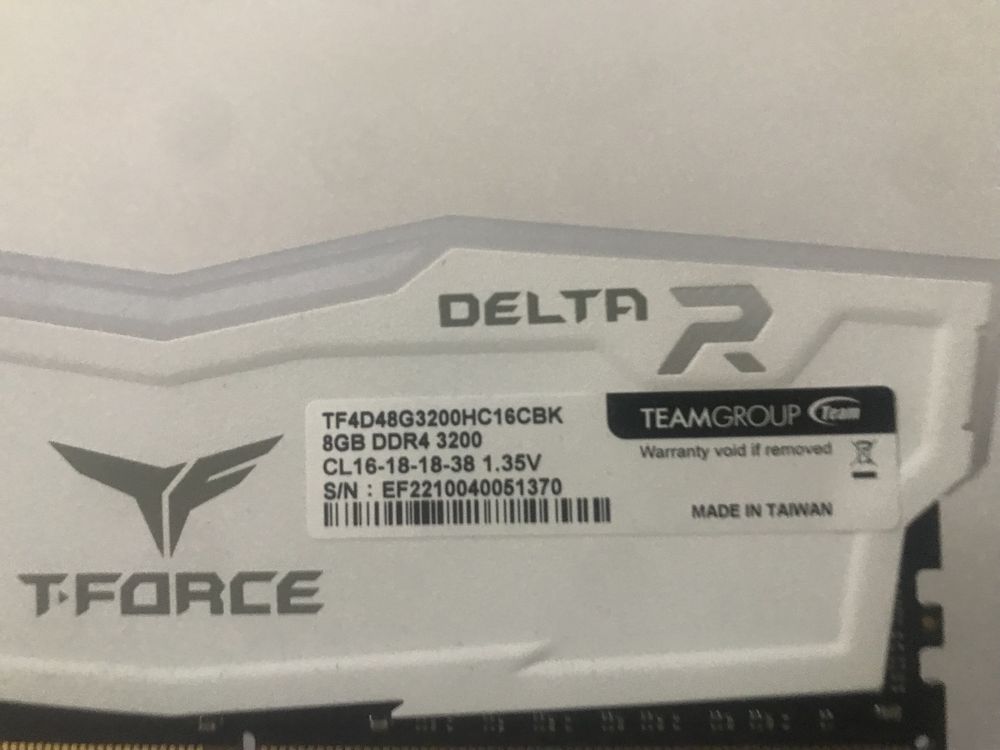 DELTA R
TF4D48G3200HC16CBK
8GB DDR4 3200
CL16-18-18-38 1.35V
S/N : EF2210040051370
TEAMGROUP Team
Warranty void if removed
MADE IN TAIWAN
T-FORCE